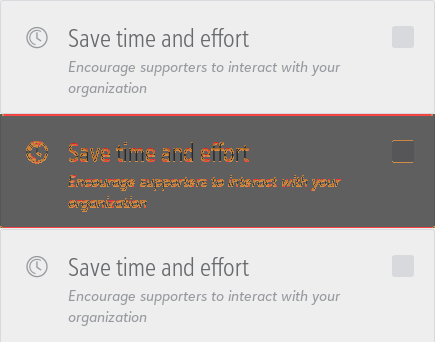 Save time and effort
Encourage supporters to interact with your
organization
Save time and effort
Encourage supporters to interact with your
organization
Save time and effort
Encourage supporters to interact with your
organization